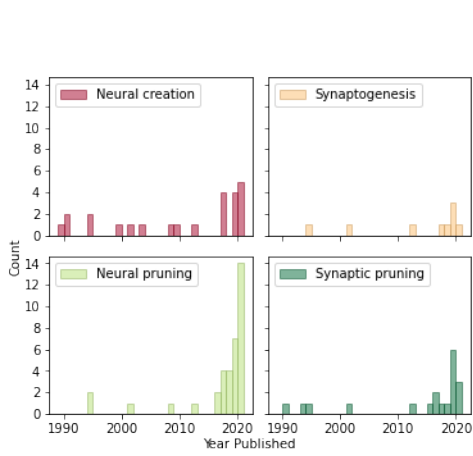 14
12
10
8
6
4
2
0
Neural creation
Synaptogenesis
Count
14
12
10
8
6
4
2
0
Neural pruning
Synaptic pruning
1990 2000 2010 2020
1990 2000 2010 2020
Year Published